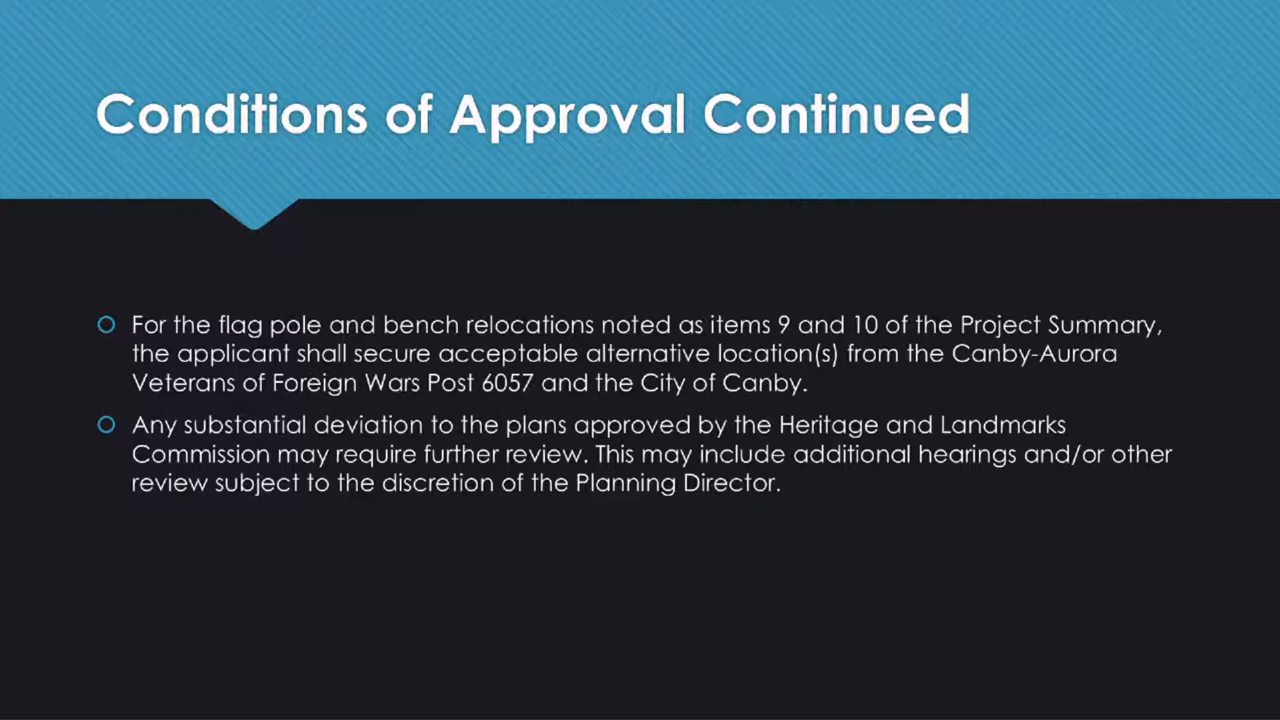 Conditions of Approval Continued
For the flag pole and bench relocations noted as items 9 and 10 of the Project Summary,
the applicant shall secure acceptable alternative location(s) from the Canby-Aurora
Veterans of Foreign Wars Post 6057 and the City of Canby.
Any substantial deviation to the plans approved by the Heritage and Landmarks
Commission may require further review. This may include additional hearings and/or other
review subject to the discretion of the Planning Director.